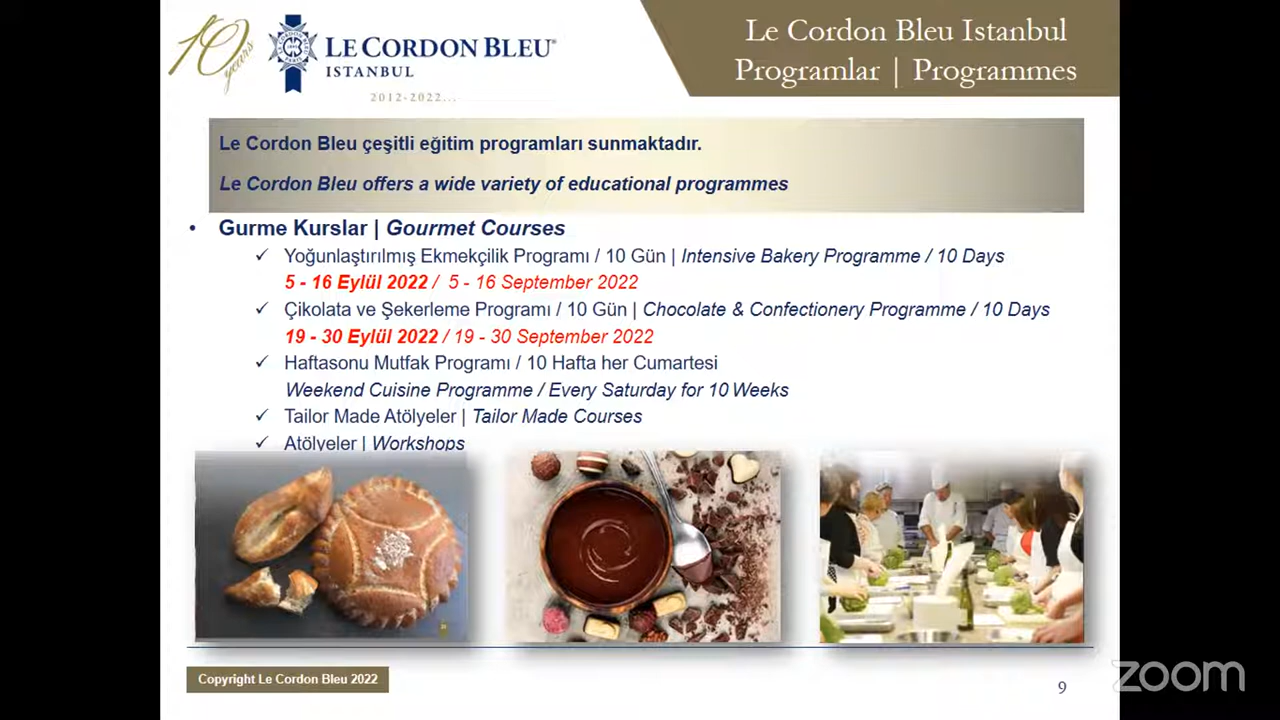 10 years
LE CORDON BLEU®
ISTANBUL
2012-2022...
Le Cordon Bleu Istanbul
Programlar | Programmes
Le Cordon Bleu çeşitli eğitim programları sunmaktadır.
Le Cordon Bleu offers a wide variety of educational programmes
• Gurme Kurslar | Gourmet Courses
✓ Yoğunlaştırılmış Ekmekçilik Programı / 10 Gün | Intensive Bakery Programme / 10 Days
5 - 16 Eylül 2022 / 5 - 16 September 2022
✓ Çikolata ve Şekerleme Programı / 10 Gün | Chocolate & Confectionery Programme / 10 Days
19 - 30 Eylül 2022 / 19 - 30 September 2022
✓ Haftasonu Mutfak Programı / 10 Hafta her Cumartesi
Weekend Cuisine Programme / Every Saturday for 10 Weeks
✓ Tailor Made Atölyeler | Tailor Made Courses
✓ Atölyeler | Workshops
Copyright Le Cordon Bleu 2022
9
zoom